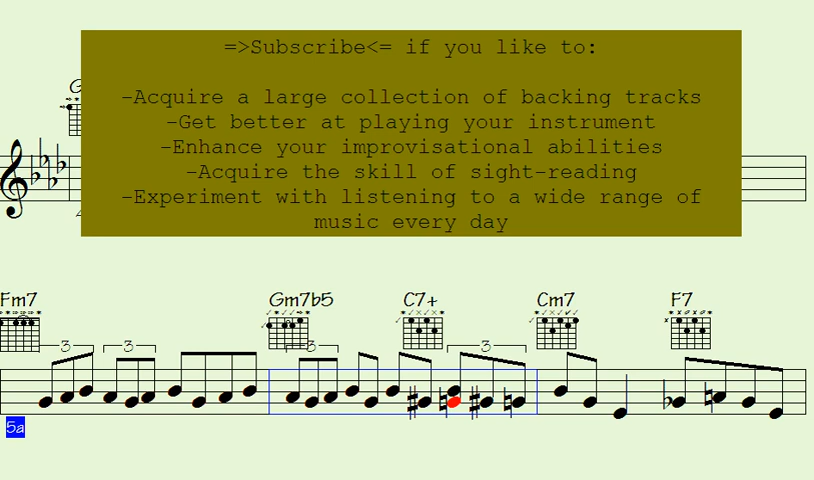 =>Subscribe<= if you like to:
-Acquire a large collection of backing tracks
-Get better at playing your instrument
-Enhance your improvisational abilities
-Acquire the skill of sight-reading
-Experiment with listening to a wide range of
music every day
Fm7 Gm7b5 C7+ Cm7 F7
3 3 3 3
5a